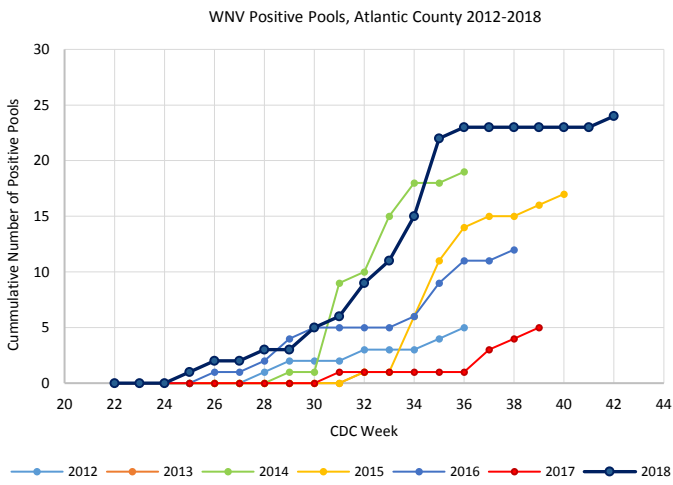 WNV Positive Pools, Atlantic County 2012-2018
Cummulative Number of Positive Pools
30
25
20
15
10
5
0
20 22 24 26 28 30 32 34 36 38 40 42 44
CDC Week
2012 2013 2014 2015 2016 2017 2018